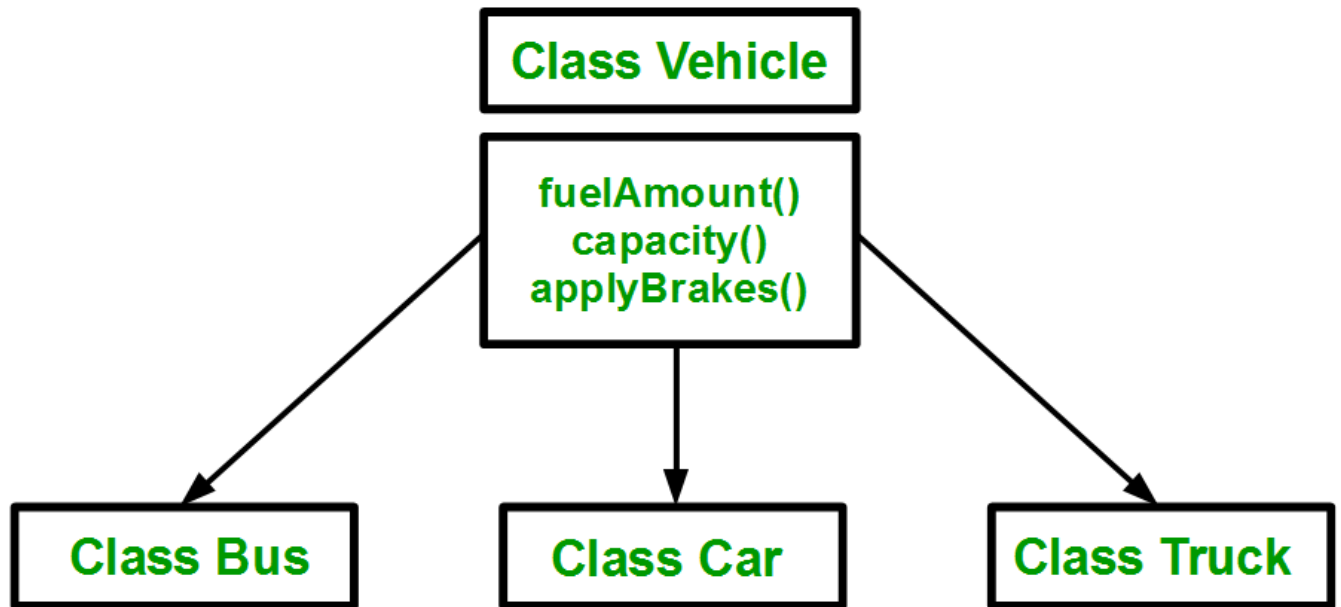 Class Vehicle
fuelAmount()
capacity()
applyBrakes()
Class Bus
Class Car
Class Truck